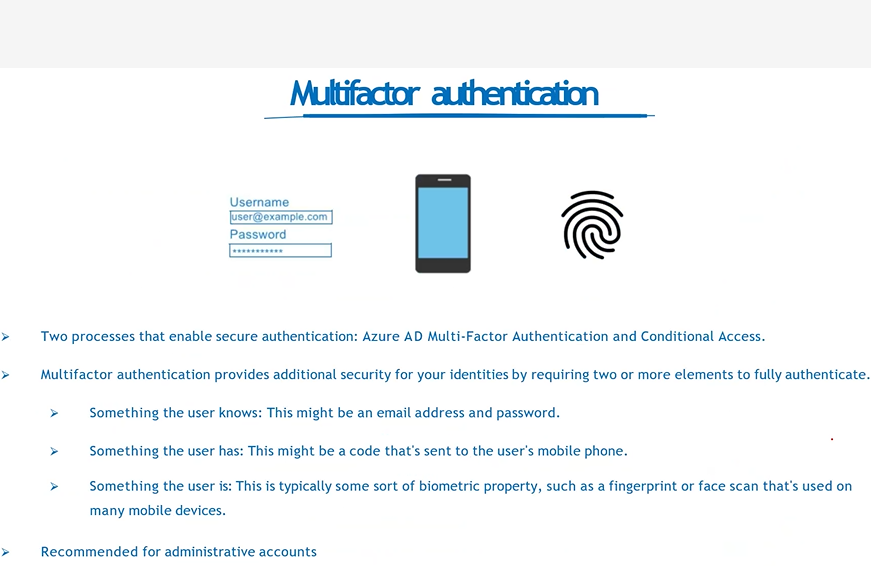 Multifactor authentication
Username
user@example.com
Password
***********
Two processes that enable secure authentication: Azure AD Multi-Factor Authentication and Conditional Access.
Multifactor authentication provides additional security for your identities by requiring two or more elements to fully authenticate.
Something the user knows: This might be an email address and password.
Something the user has: This might be a code that's sent to the user's mobile phone.
Something the user is: This is typically some sort of biometric property, such as a fingerprint or face scan that's used on
many mobile devices.
Recommended for administrative accounts